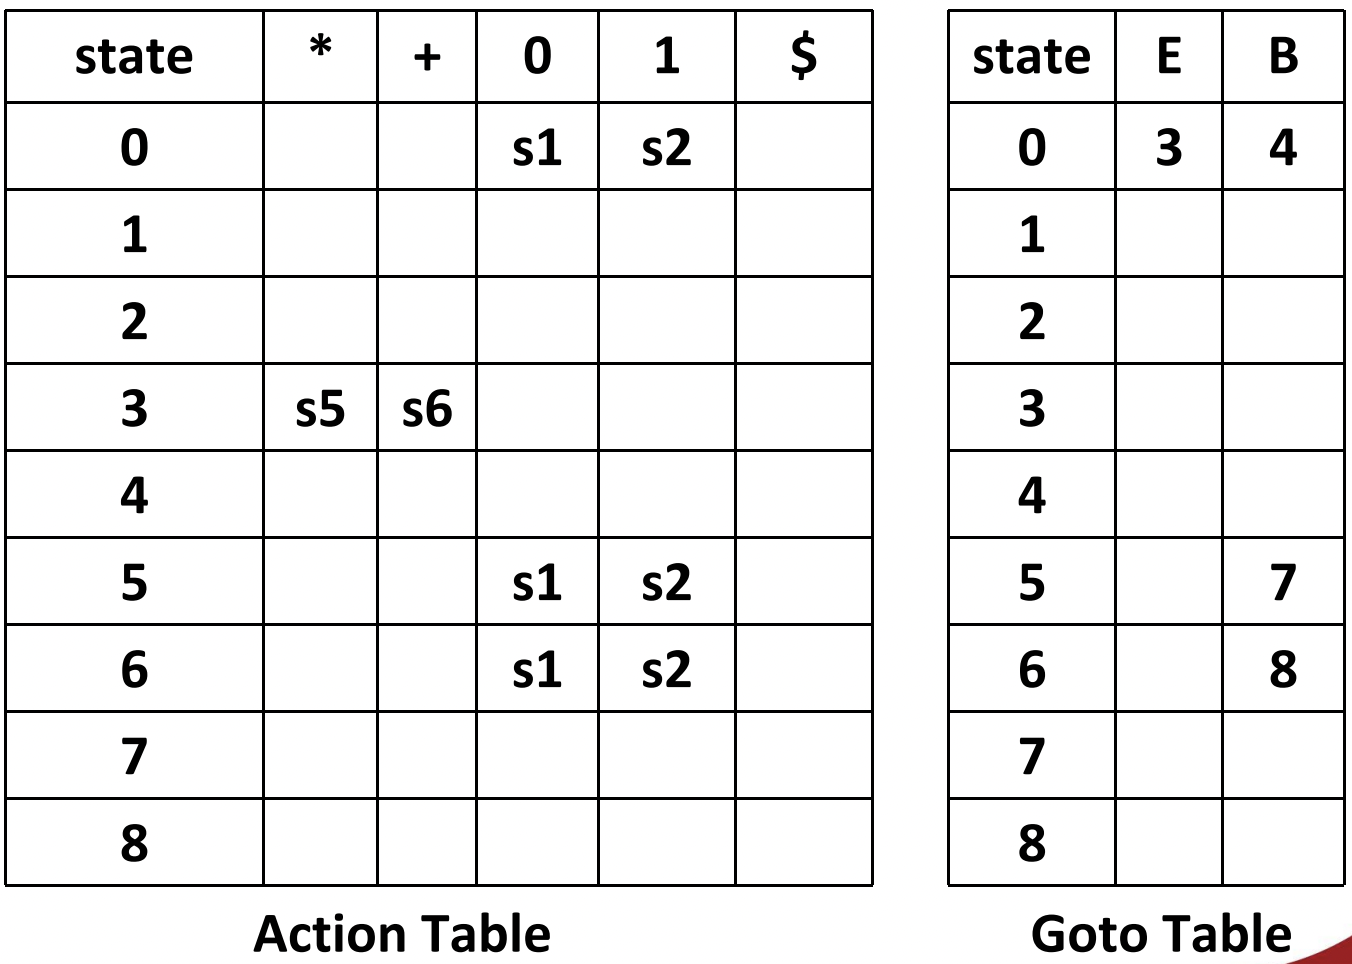 state * + 0 1 $ state E B
0 s1 s2 0 3 4
1 1
2 2
3 s5 s6 3
4 4
5 s1 s2 5 7
6 s1 s2 6 8
7 7
8 8
Action Table Goto Table